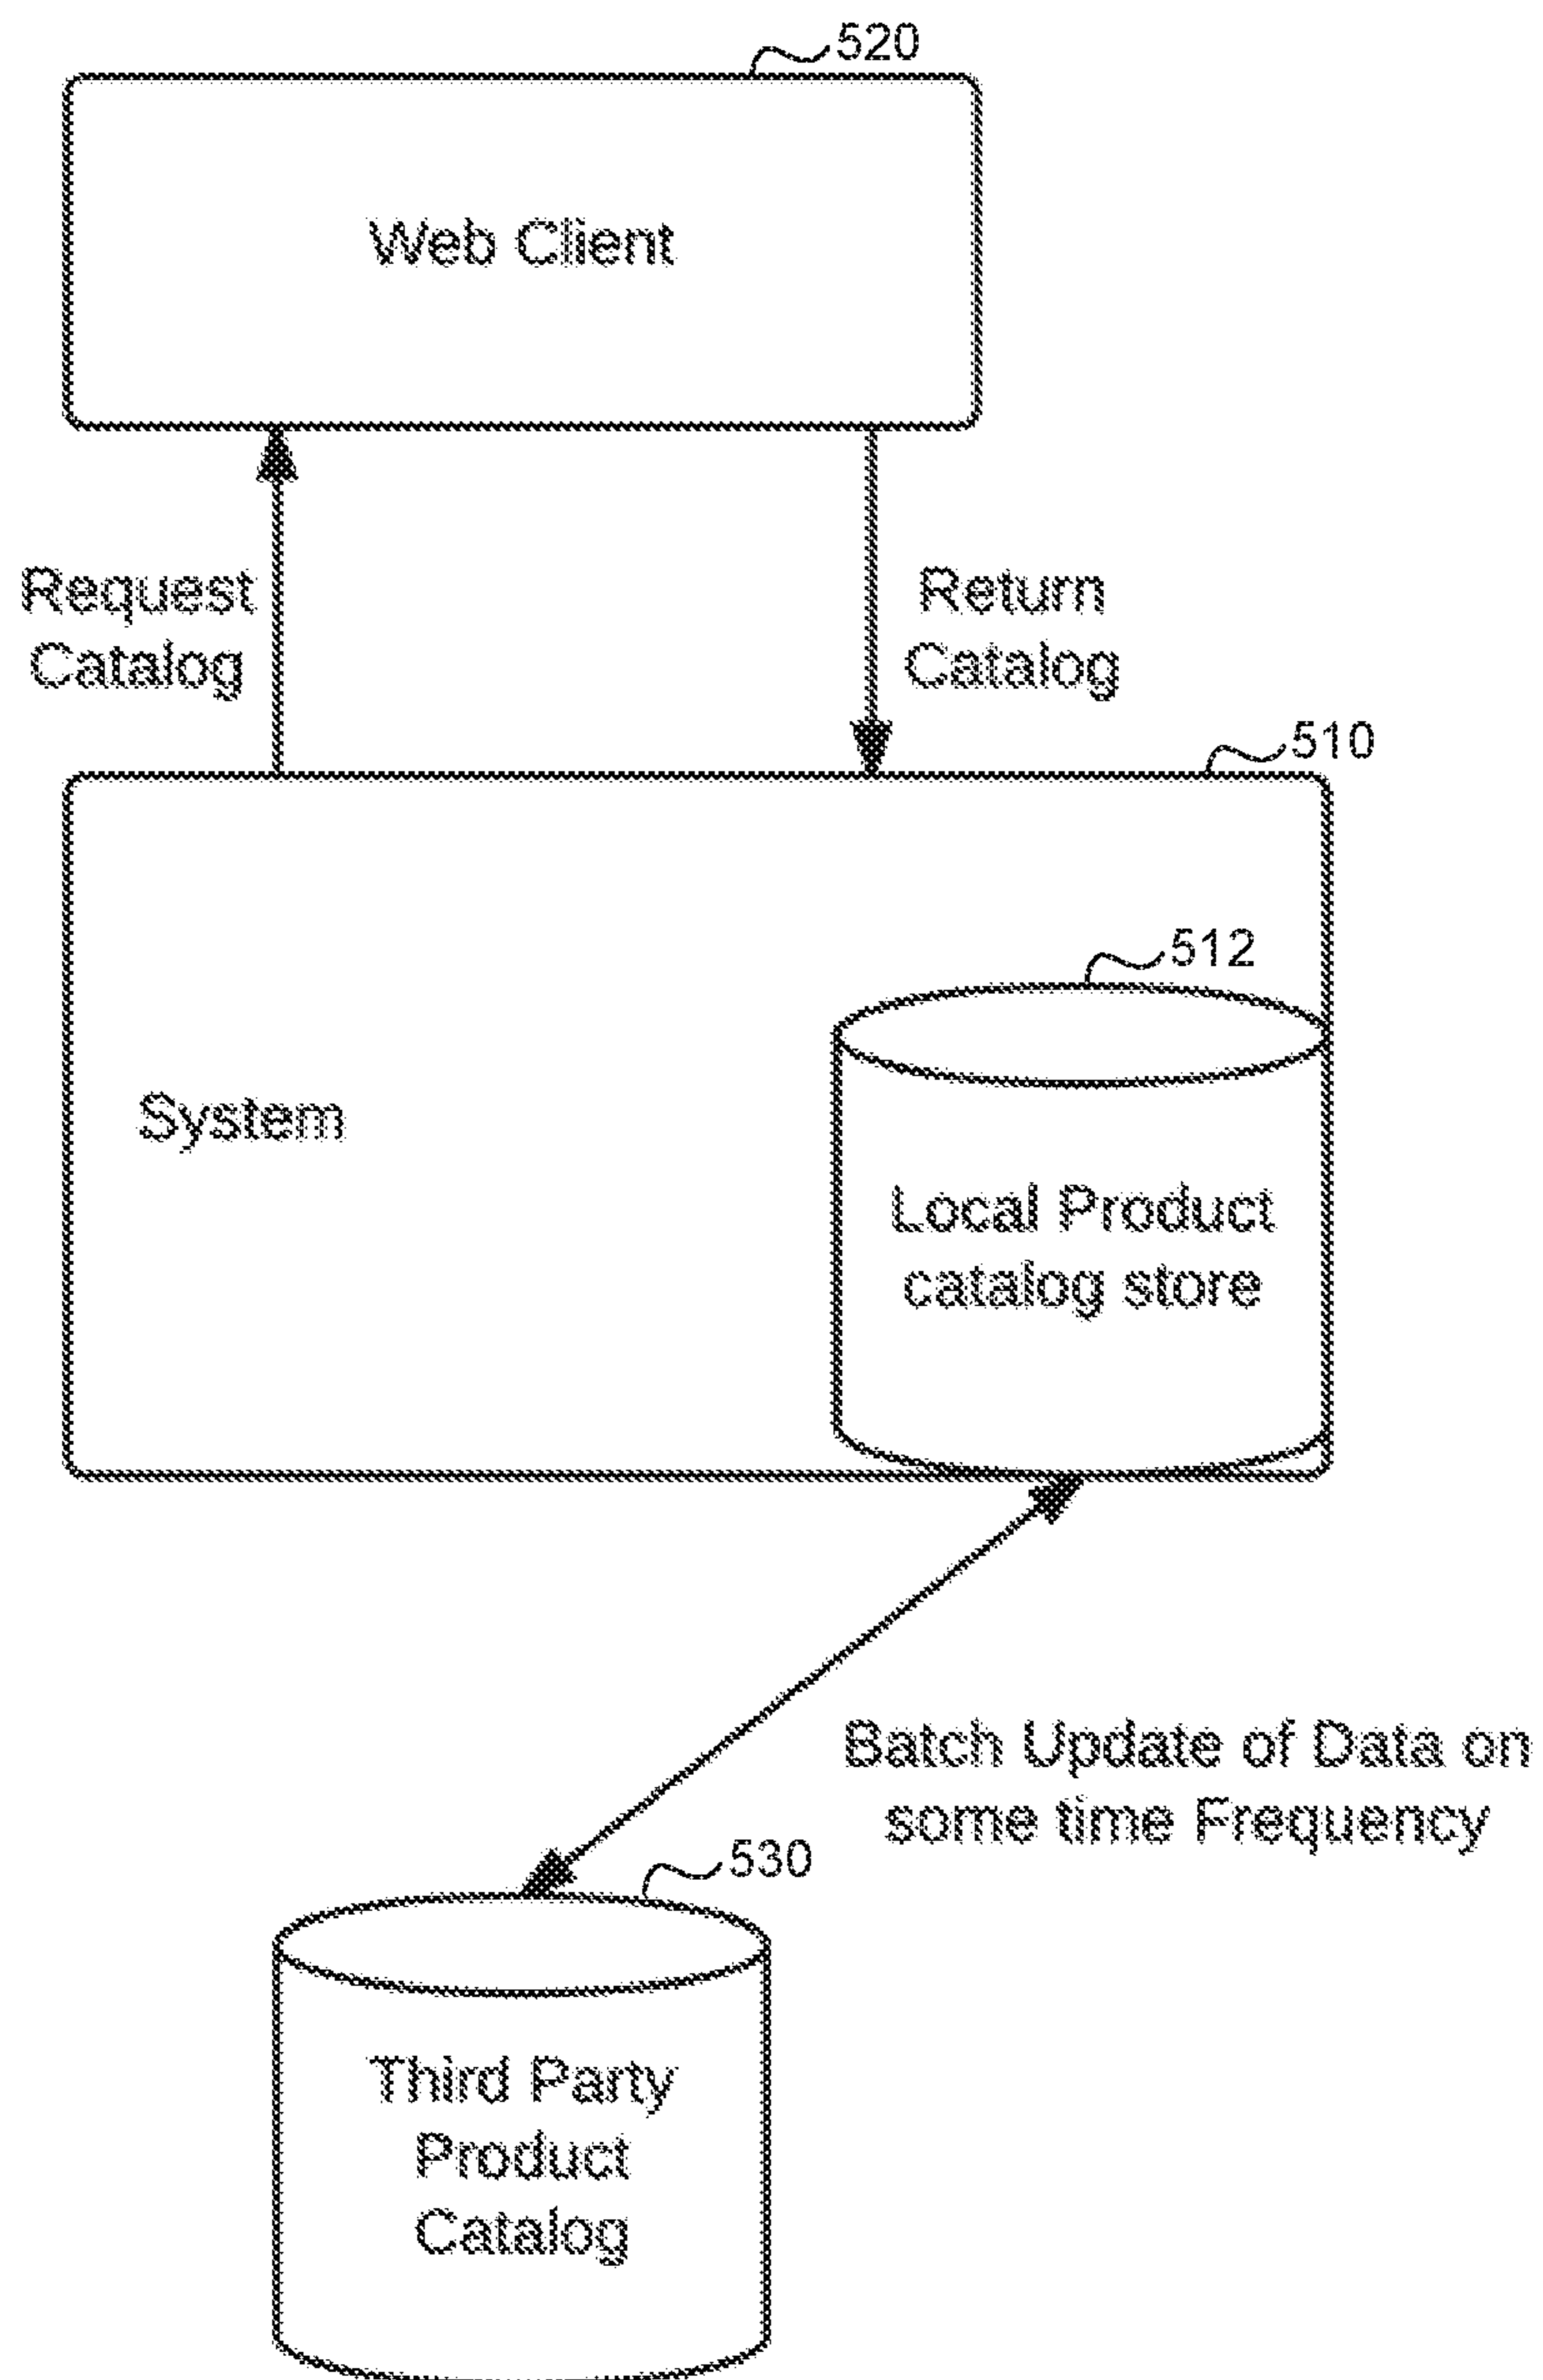 520
Web Client
Request
Catalog
Return
Catalog
510
512
System
Local Product
catalog store
Batch Update of Data on
some time Frequency
530
Third Party
Product
Catalog